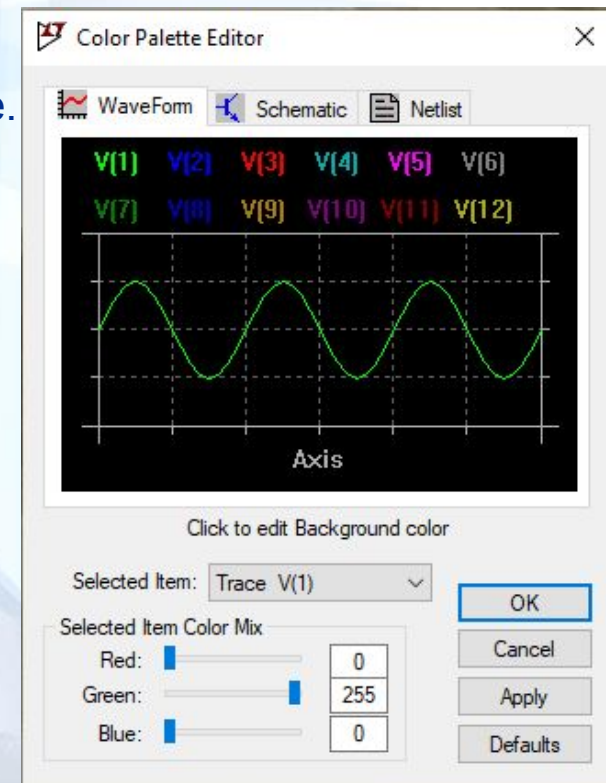 Color Palette Editor
e.
WaveForm Schematic Netlist
V(1) V(2) V(3) V(4) V(5) V(6)
V(7) V(8) V(9) V(10) V(11) V(12)
Axis
Click to edit Background color
Selected Item: Trace V(1)
OK
Selected Item Color Mix
Cancel
Red: 0
Green: 255
Apply
Blue: 0
Defaults